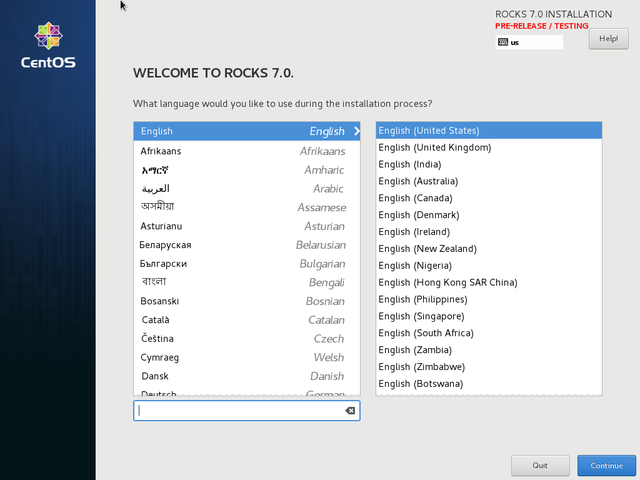 CentOS
ROCKS 7.0 INSTALLATION
PRE-RELEASE / TESTING
us
Help!
WELCOME TO ROCKS 7.0.
What language would you like to use during the installation process?
English English
Afrikaans Afrikaans
አማርኛ Amharic
العربية Arabic
অসমীয়া Assamese
Asturianu Asturian
Беларуская Belarusian
Български Bulgarian
বাংলা Bengali
Bosanski Bosnian
Català Catalan
Čeština Czech
Cymraeg Welsh
Dansk Danish
Deutsch German
English (United States)
English (United Kingdom)
English (India)
English (Australia)
English (Canada)
English (Denmark)
English (Ireland)
English (New Zealand)
English (Nigeria)
English (Hong Kong SAR China)
English (Philippines)
English (Singapore)
English (South Africa)
English (Zambia)
English (Zimbabwe)
English (Botswana)
Quit
Continue